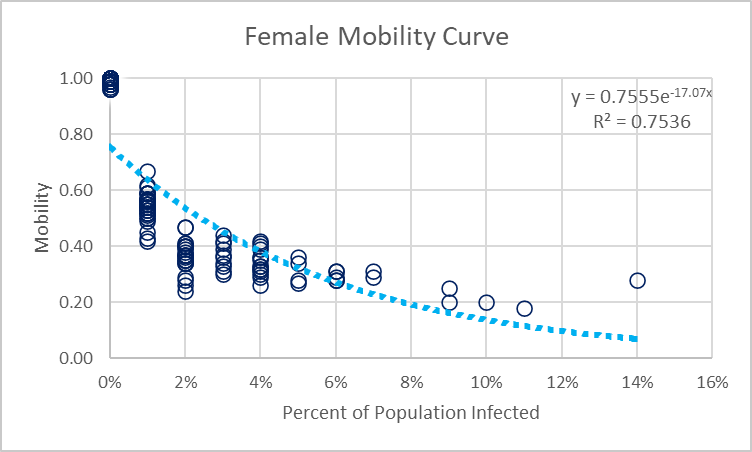 Female Mobility Curve
y = 0.7555e-17.07x
R² = 0.7536
Mobility
1.00
0.80
0.60
0.40
0.20
0.00
0% 2% 4% 6% 8% 10% 12% 14% 16%
Percent of Population Infected